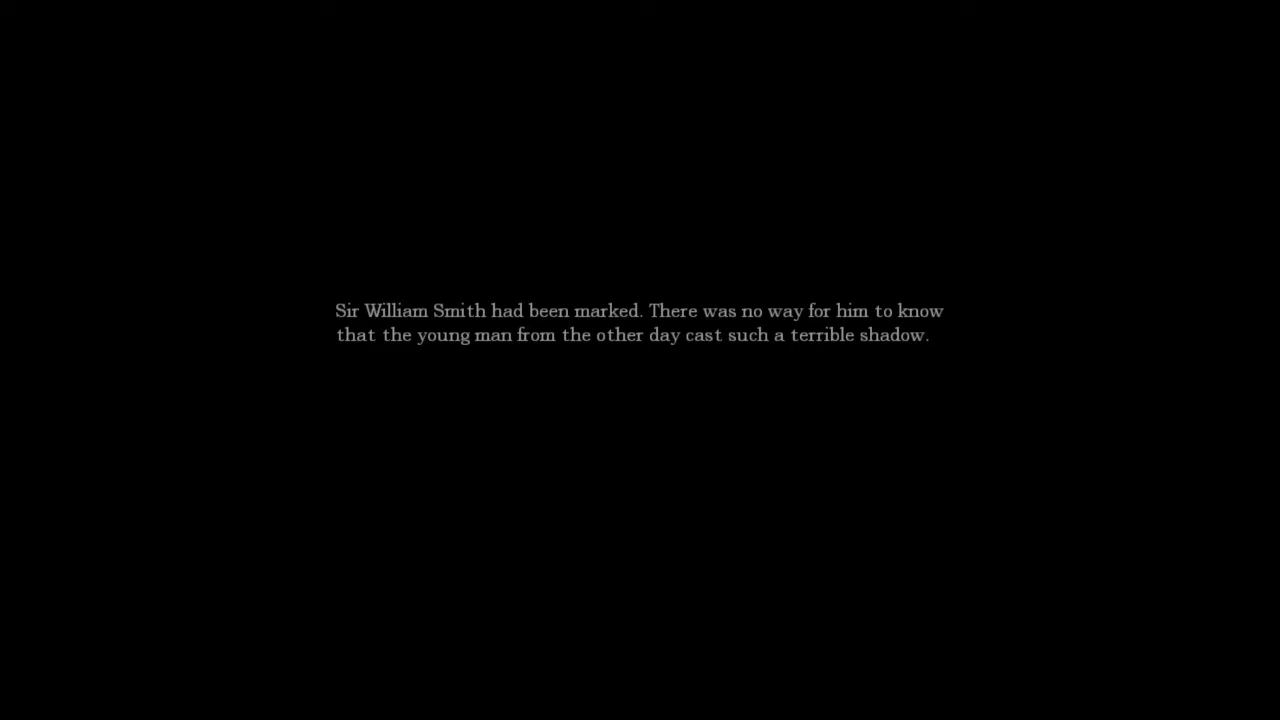 Sir William Smith had been marked. There was no way for him to know
that the young man from the other day cast such a terrible shadow.